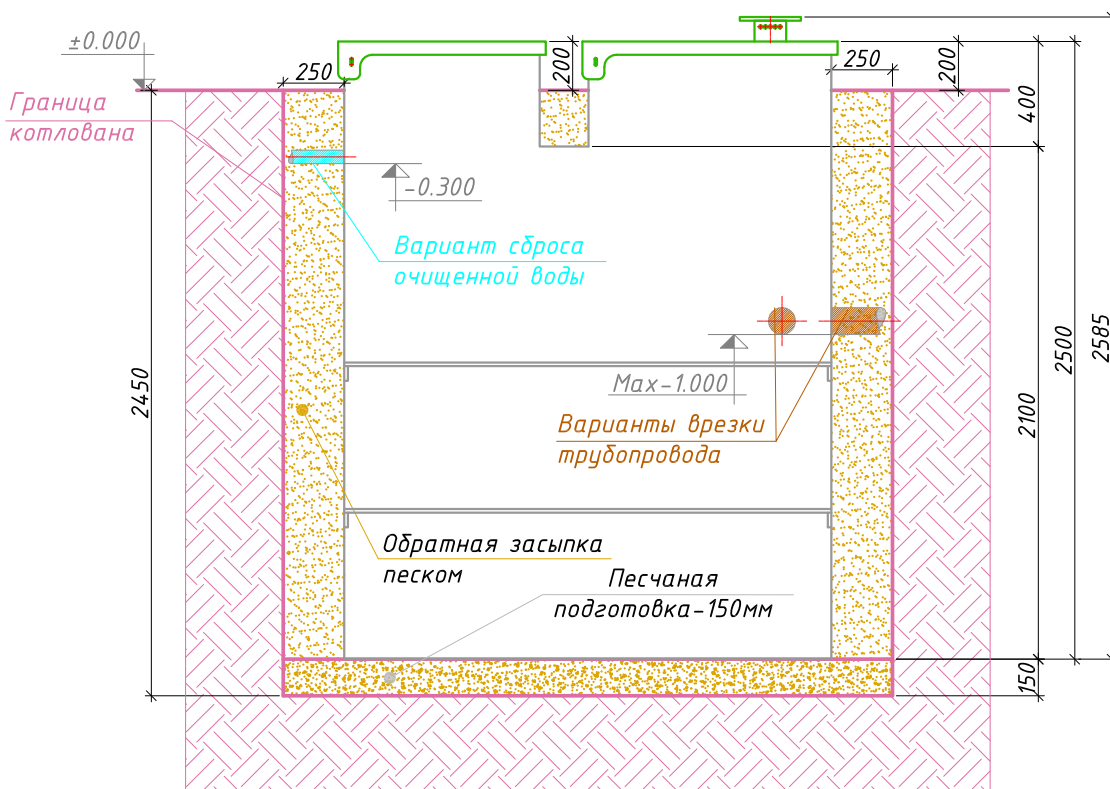 ±0.000
250
200
250
200
400
Граница
котлована
-0.300
Вариант сброса
очищенной воды
2585
2500
2450
Max-1.000
2100
Варианты врезки
трубопровода
Обратная засыпка
песком
Песчаная
подготовка-150мм
150